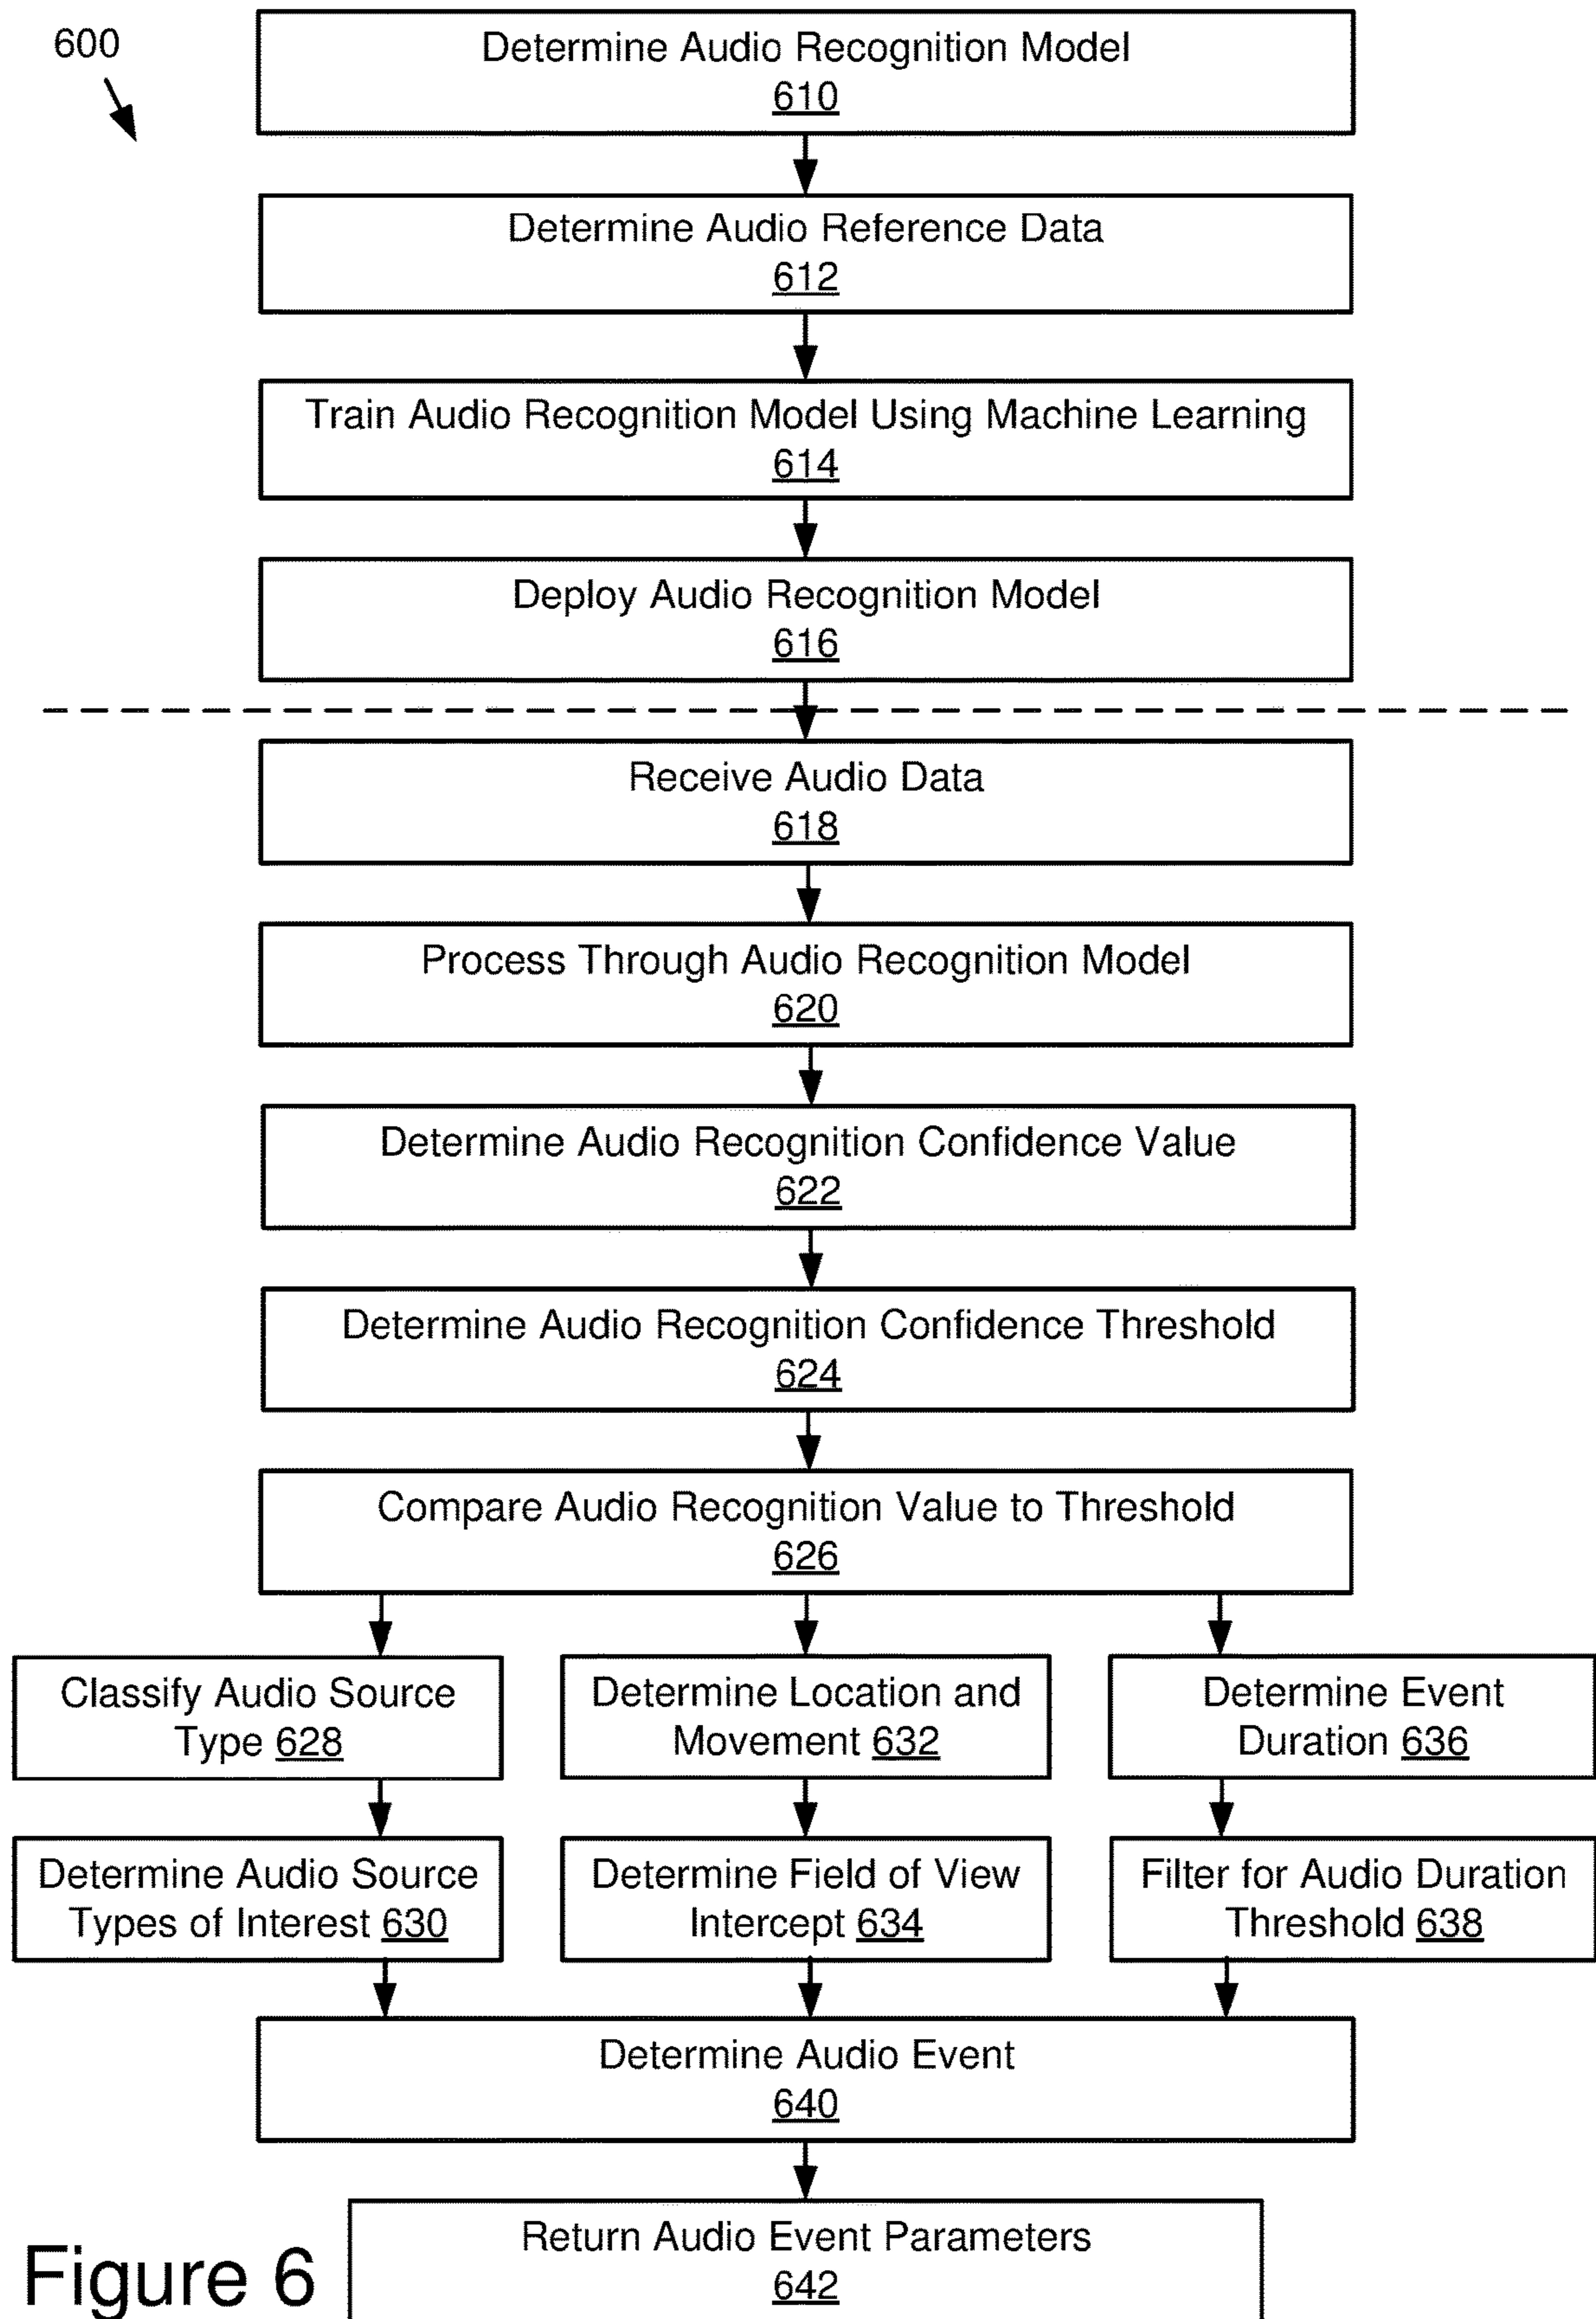 600
Determine Audio Recognition Model
610
Determine Audio Reference Data
612
Train Audio Recognition Model Using Machine Learning
614
Deploy Audio Recognition Model
616
Receive Audio Data
618
Process Through Audio Recognition Model
620
Determine Audio Recognition Confidence Value
622
Determine Audio Recognition Confidence Threshold
624
Compare Audio Recognition Value to Threshold
626
Classify Audio Source
Type 628
Determine Location and
Movement 632
Determine Event
Duration 636
Determine Audio Source
Types of Interest 630
Determine Field of View
Intercept 634
Filter for Audio Duration
Threshold 638
Determine Audio Event
640
Return Audio Event Parameters
642
Figure 6